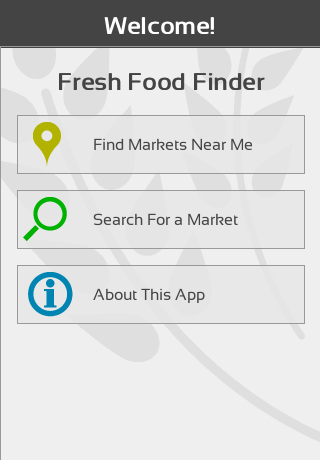 Welcome!
Fresh Food Finder
Find Markets Near Me
Search For a Market
About This App